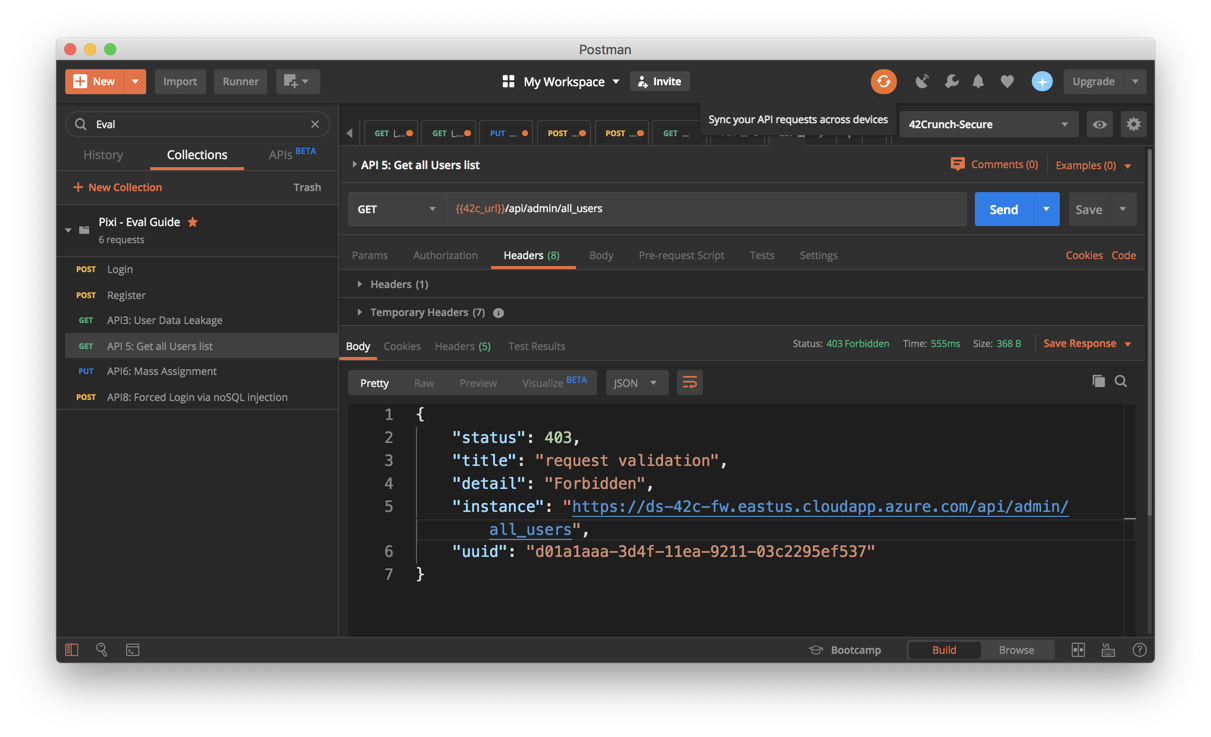 Postman
New
Import
Runner
My Workspace
Invite
Upgrade
Eval
Sync your API requests across devices
42Crunch-Secure
GET L...
GET L...
PUT ...
POST ...
POST ...
GET ...
History
Collections
APIs BETA
New Collection
Trash
Pixi - Eval Guide
6 requests
POST Login
POST Register
GET API3: User Data Leakage
GET API 5: Get all Users list
PUT API6: Mass Assignment
POST API8: Forced Login via noSQL injection
API 5: Get all Users list
Comments (0)
Examples (0)
GET
{{42c_url}}/api/admin/all_users
Send
Save
Params
Authorization
Headers (8)
Body
Pre-request Script
Tests
Settings
Cookies
Code
Headers (1)
Temporary Headers (7)
Body
Cookies
Headers (5)
Test Results
Status: 403 Forbidden
Time: 555ms
Size: 368 B
Save Response
Pretty
Raw
Preview
Visualize BETA
JSON
1 {
2 "status": 403,
3 "title": "request validation",
4 "detail": "Forbidden",
5 "instance": "https://ds-42c-fw.eastus.cloudapp.azure.com/api/admin/
all_users",
6 "uuid": "d01a1aaa-3d4f-11ea-9211-03c2295ef537"
7 }
Bootcamp
Build
Browse